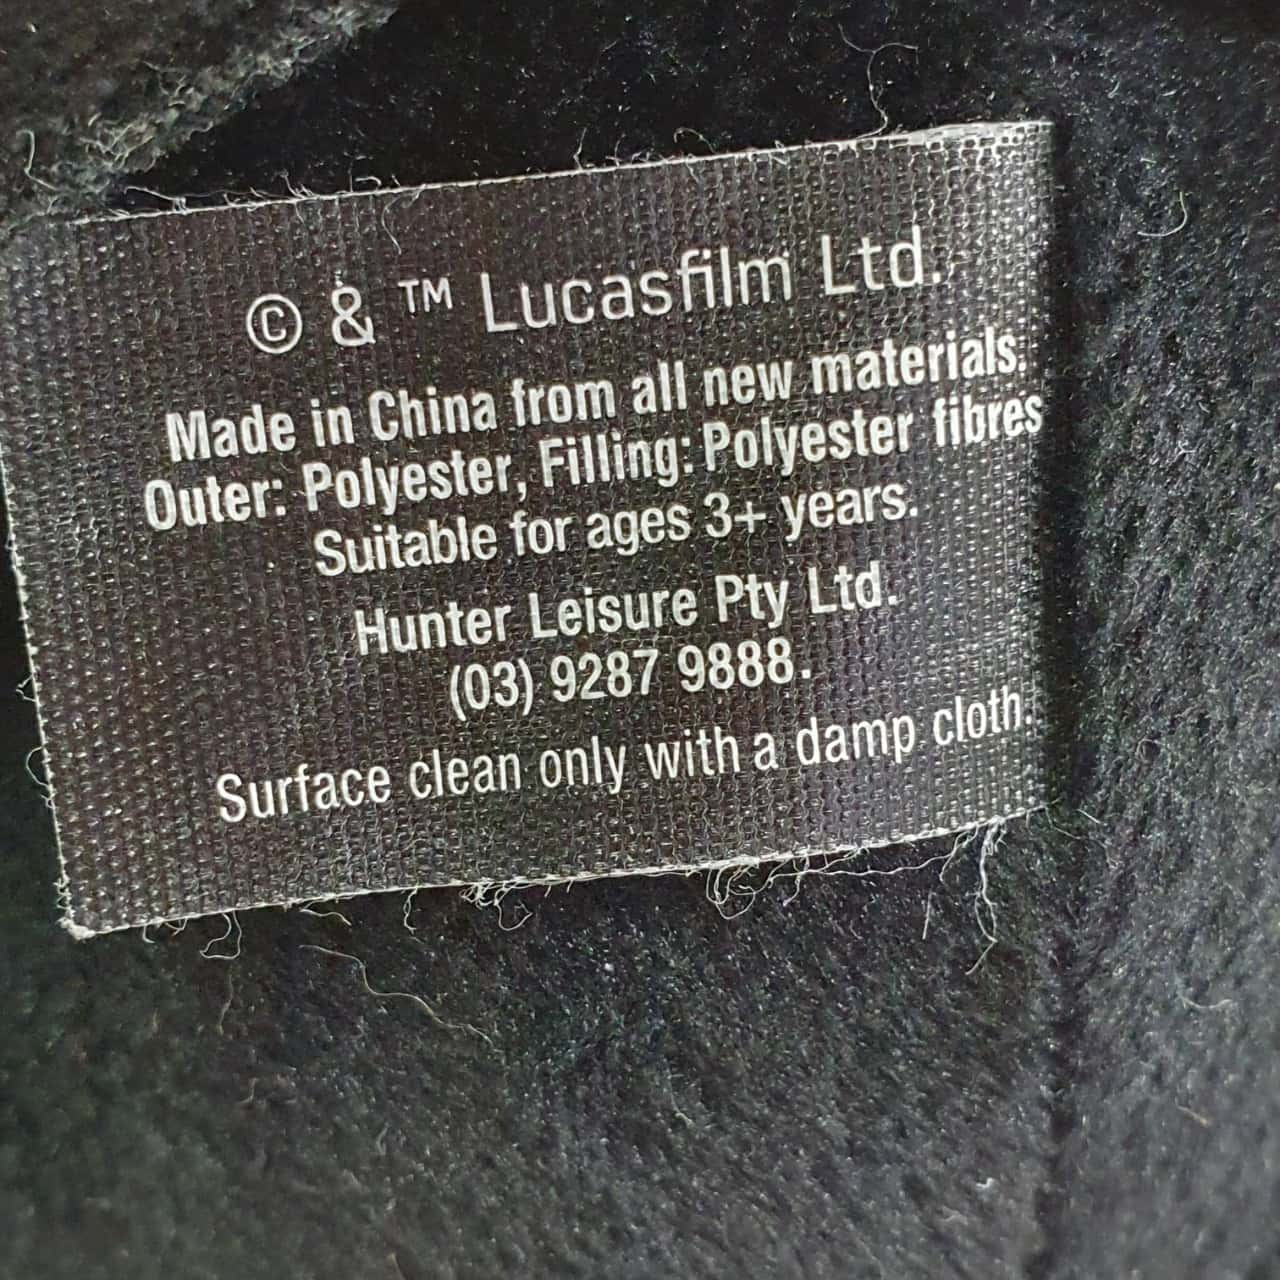 © & ™ Lucasfilm Ltd.
Made in China from all new materials.
Outer: Polyester, Filling: Polyester fibres
Suitable for ages 3+ years.
Hunter Leisure Pty Ltd.
(03) 9287 9888.
Surface clean only with a damp cloth.